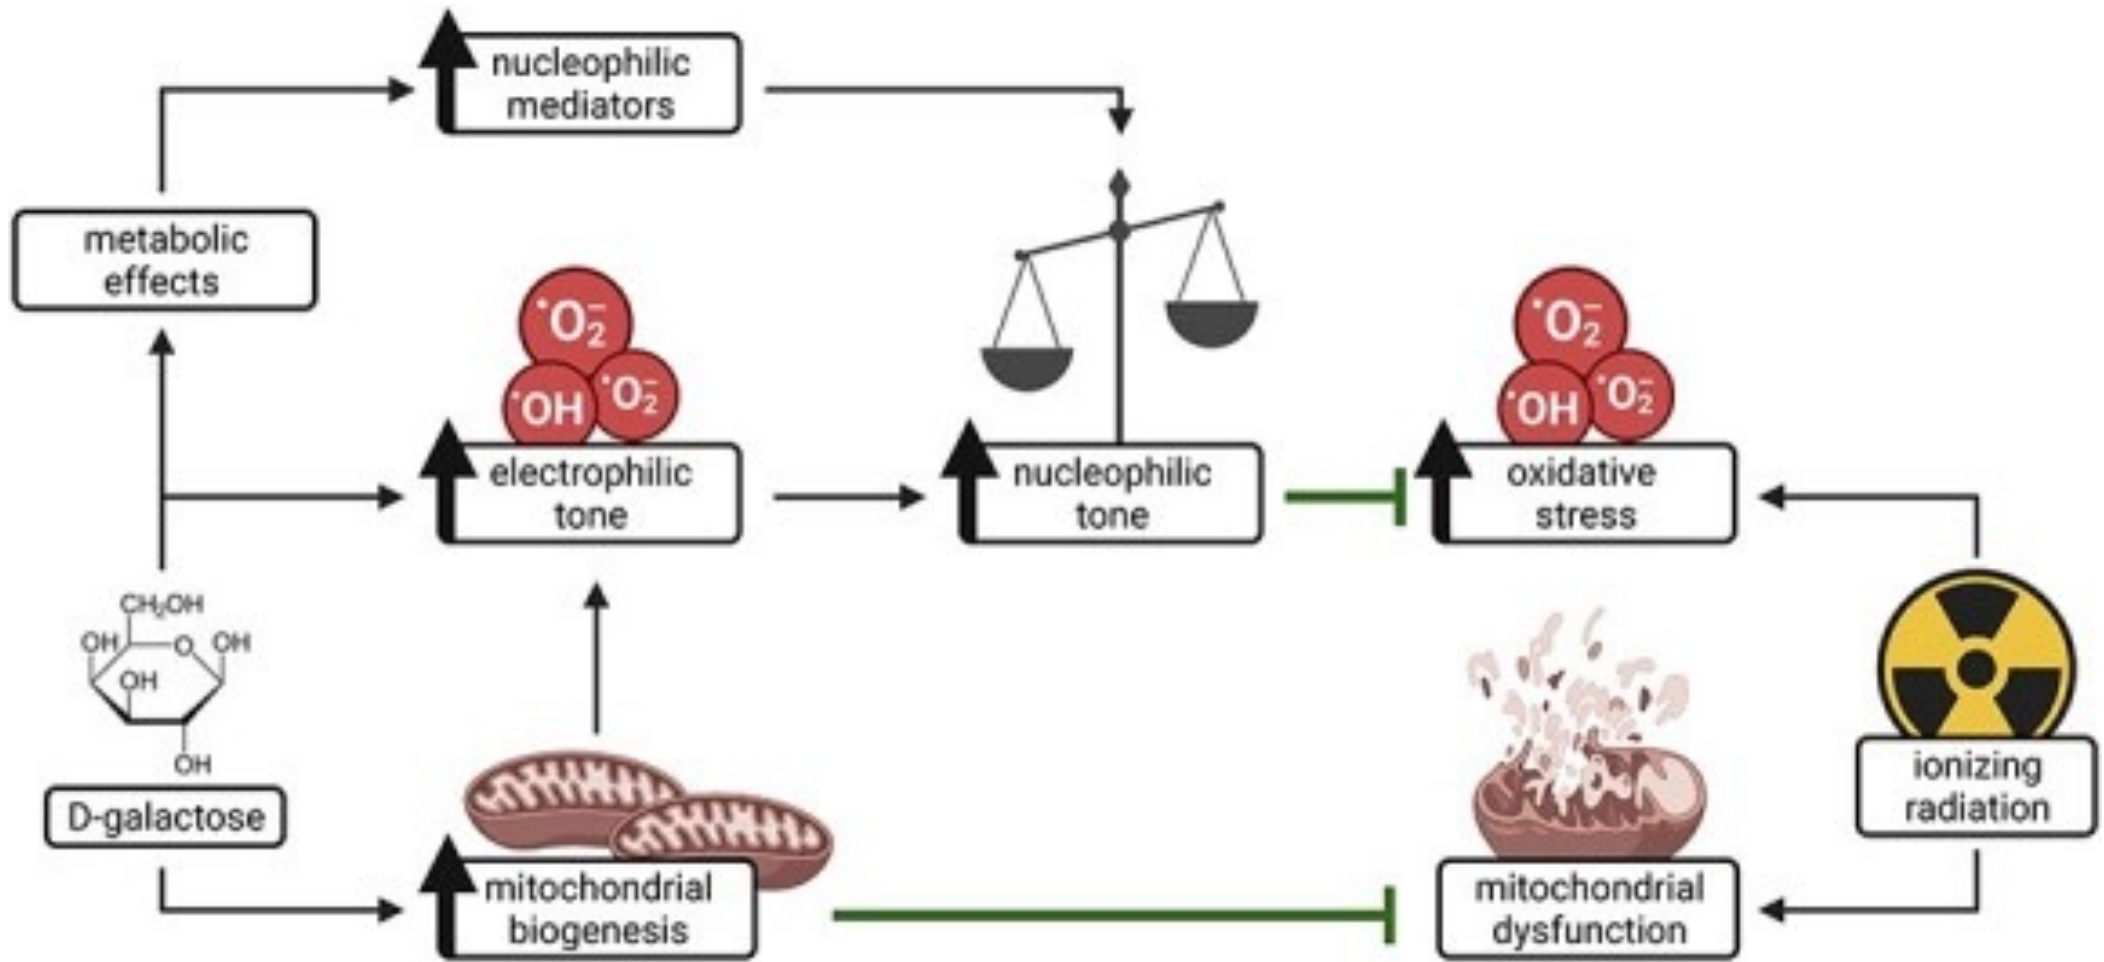 nucleophilic
mediators
metabolic
effects
•O₂⁻
•OH
•O₂⁻
electrophilic
tone
nucleophilic
tone
•O₂⁻
•OH
•O₂⁻
oxidative
stress
CH₂OH
OH
O
OH
OH
OH
D-galactose
mitochondrial
biogenesis
mitochondrial
dysfunction
ionizing
radiation